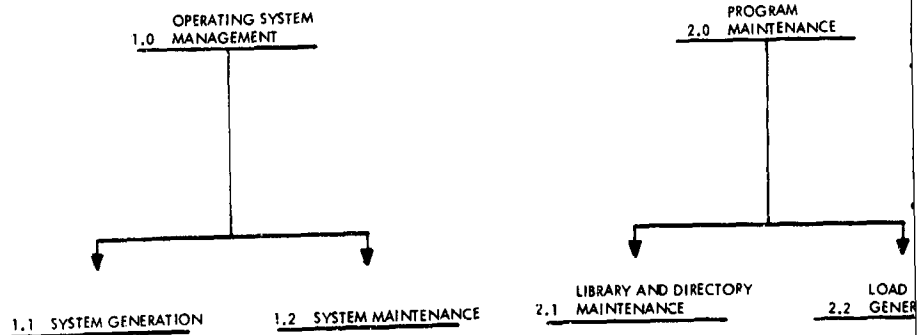 OPERATING SYSTEM
1.0 MANAGEMENT
PROGRAM
2.0 MAINTENANCE
1.1 SYSTEM GENERATION
1.2 SYSTEM MAINTENANCE
LIBRARY AND DIRECTORY
2.1 MAINTENANCE
LOAD
2.2 GENER